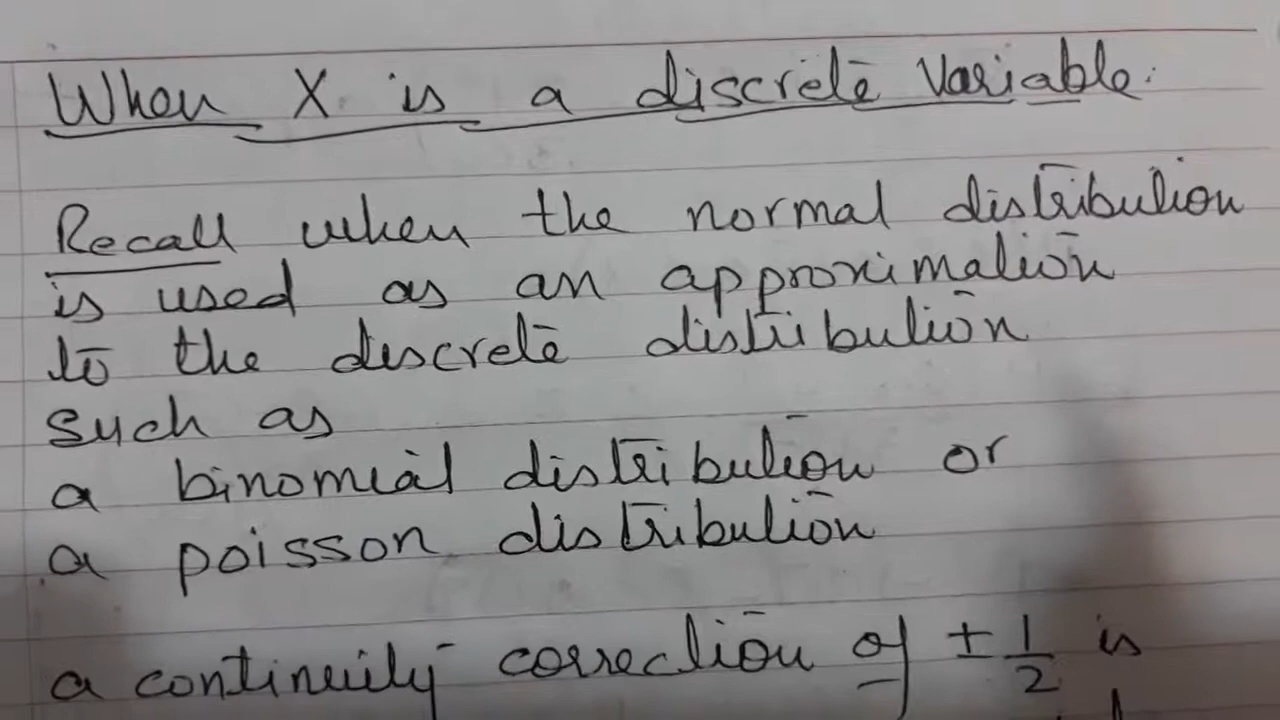 When X is a discrete Variable.
Recall when the normal distribution
is used as an approximation
to the discrete distribution
such as
a binomial distribution or
a poisson distribution
a continuity correction of ± 1/2 is